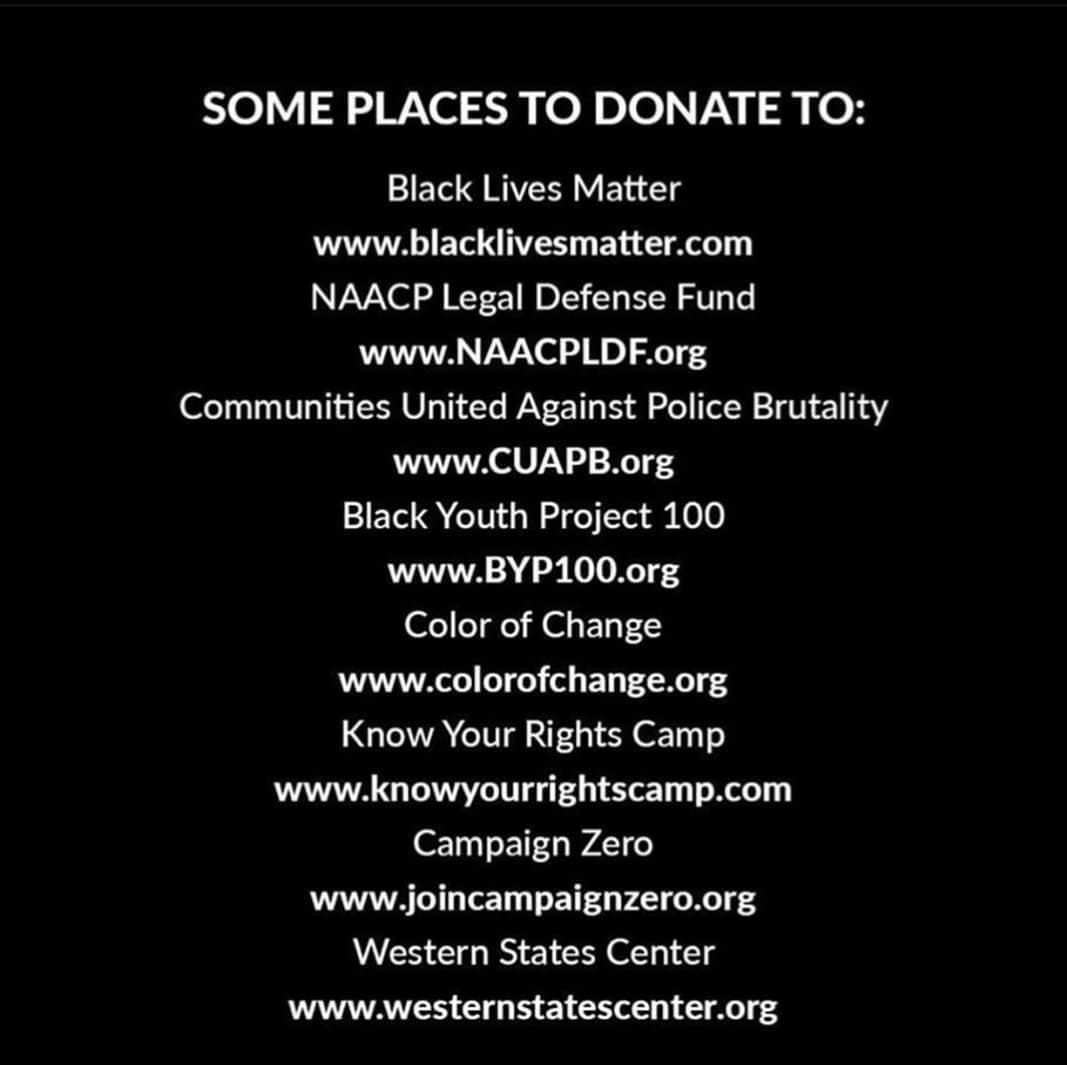 SOME PLACES TO DONATE TO:
Black Lives Matter
www.blacklivesmatter.com
NAACP Legal Defense Fund
www.NAACPLDF.org
Communities United Against Police Brutality
www.CUAPB.org
Black Youth Project 100
www.BYP100.org
Color of Change
www.colorofchange.org
Know Your Rights Camp
www.knowyourrightscamp.com
Campaign Zero
www.joincampaignzero.org
Western States Center
www.westernstatescenter.org